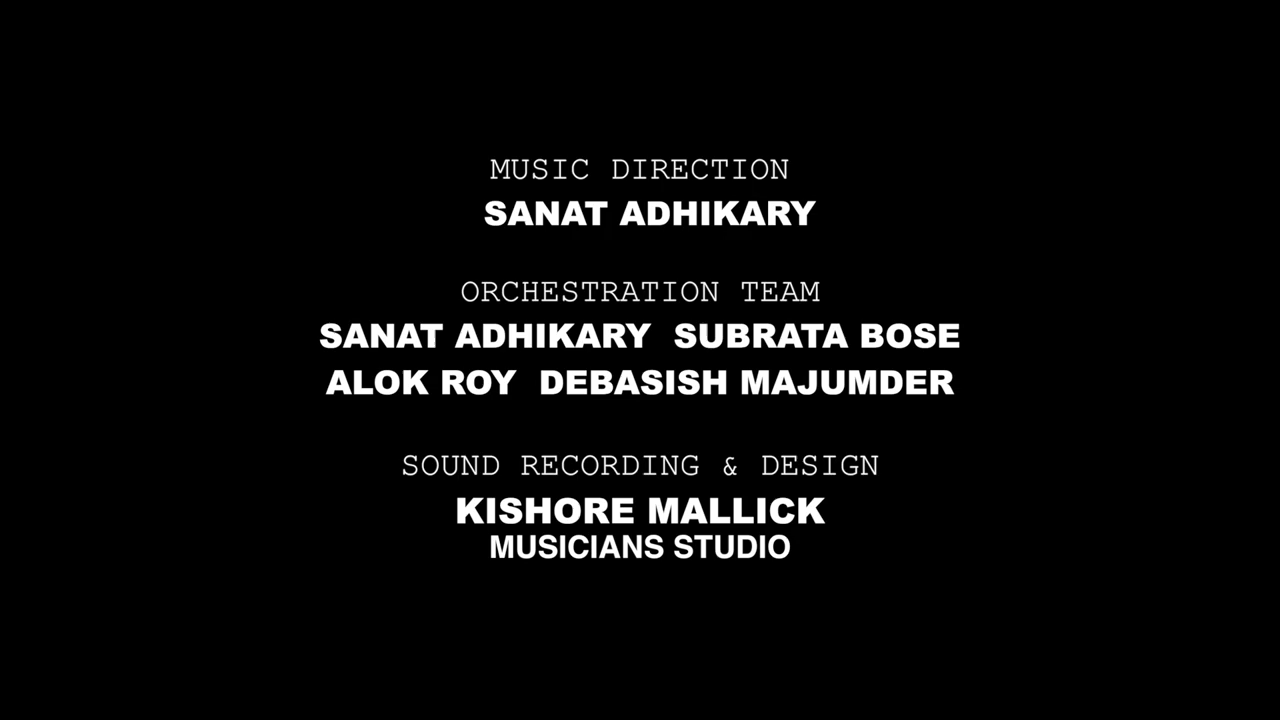 MUSIC DIRECTION
SANAT ADHIKARY
ORCHESTRATION TEAM
SANAT ADHIKARY SUBRATA BOSE
ALOK ROY DEBASISH MAJUMDER
SOUND RECORDING & DESIGN
KISHORE MALLICK
MUSICIANS STUDIO